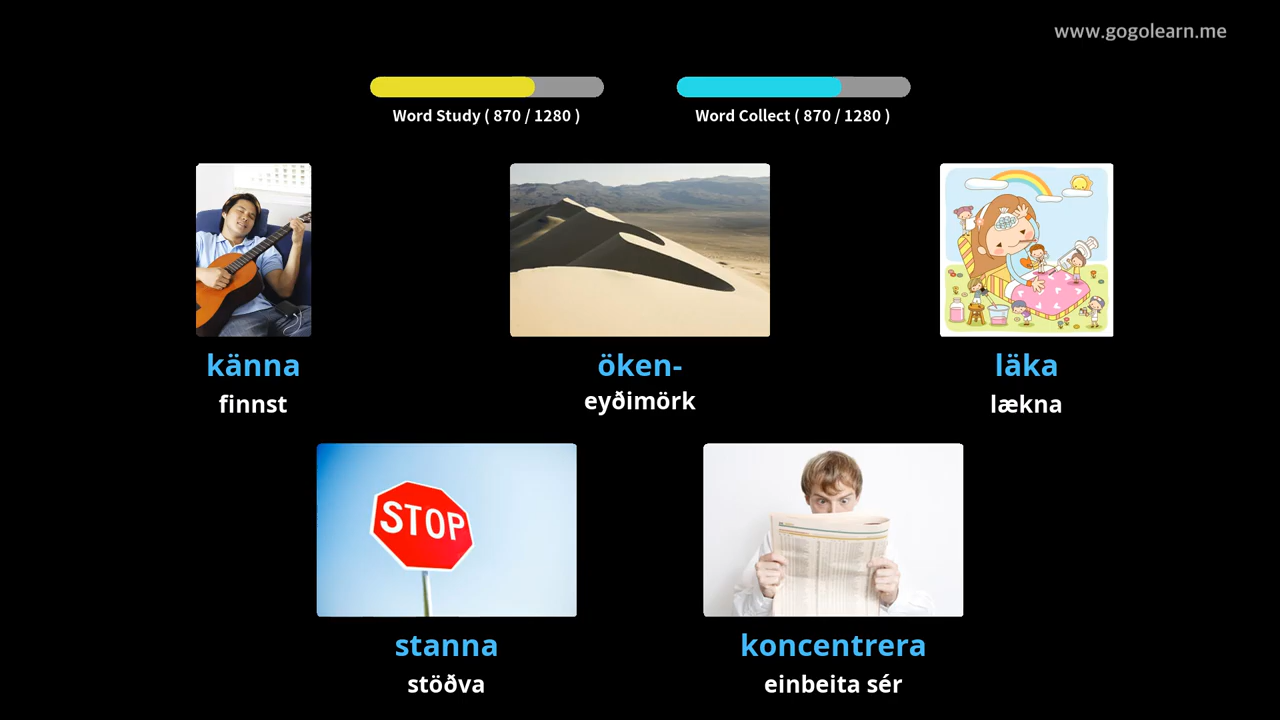 www.gogolearn.me
Word Study ( 870 / 1280 )
Word Collect ( 870 / 1280 )
känna
finnst
öken-
eyðimörk
läka
lækna
STOP
stanna
stöðva
koncentrera
einbeita sér